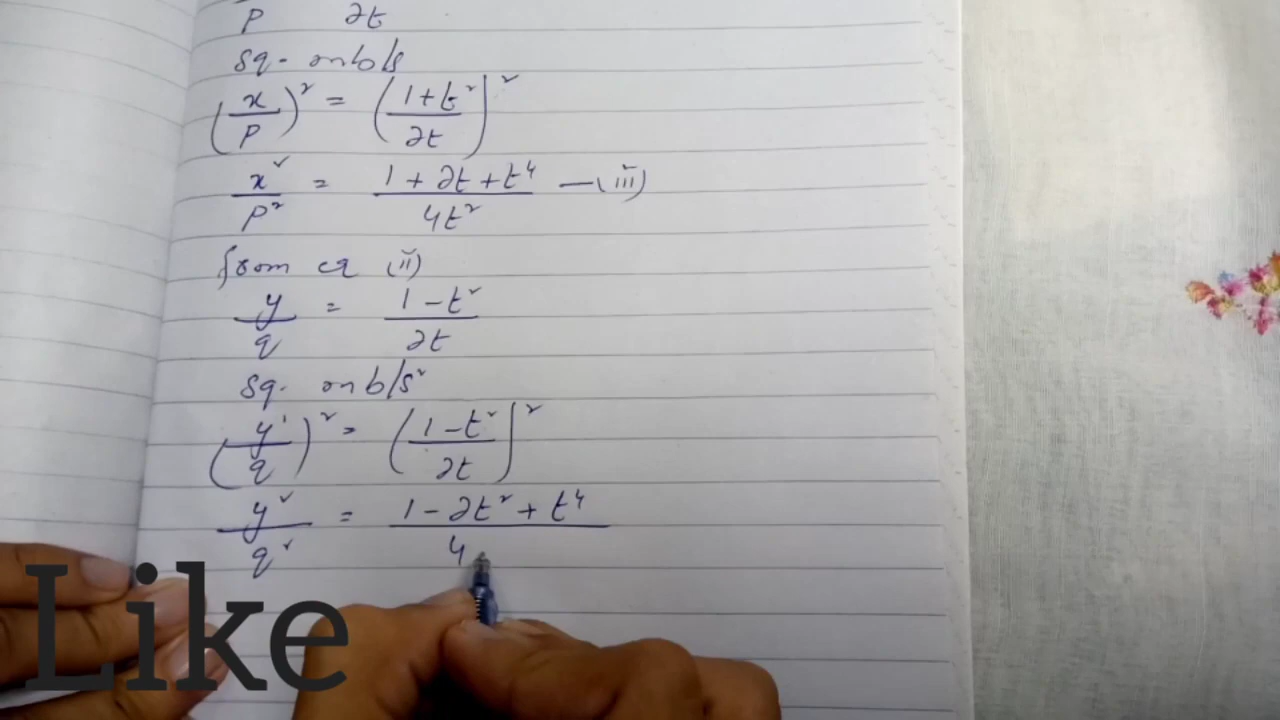 p 2t
sq. on b/s
(x/p)² = (1+t²/2t)²
x²/p² = 1+2t+t⁴/4t² —(iii)
from eq (ii)
y/q = 1-t²/2t
sq. on b/s
(y/q)² = (1-t²/2t)²
y²/q² = 1-2t²+t⁴/4
Like